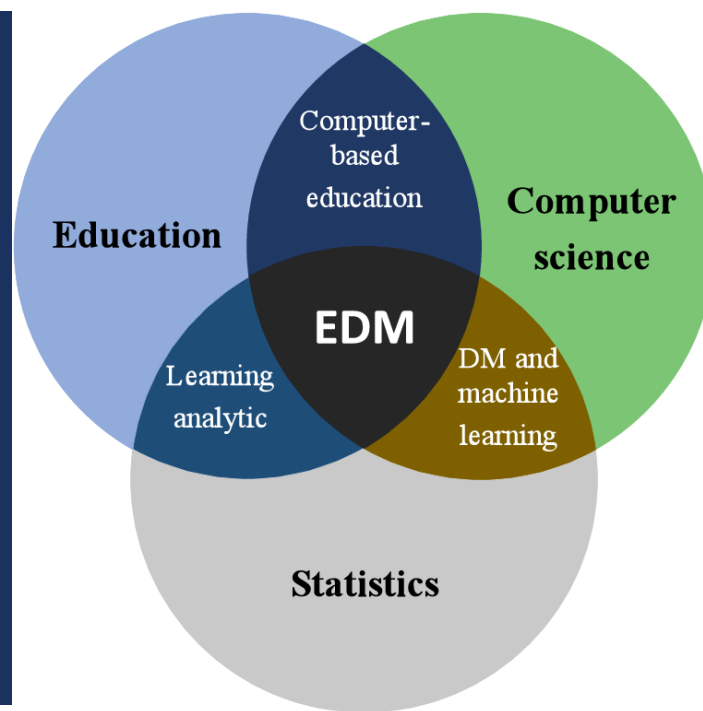 Computer-
based
education
Education
Computer
science
EDM
Learning
analytic
DM and
machine
learning
Statistics